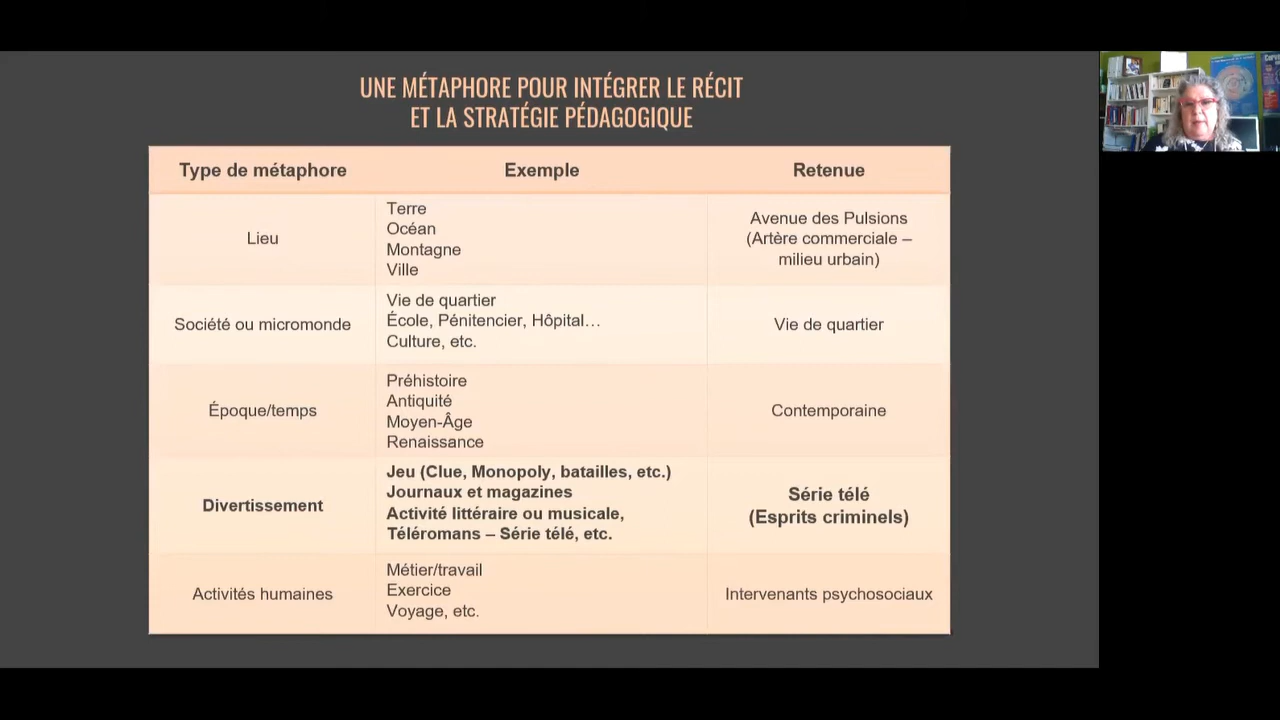 UNE MÉTAPHORE POUR INTÉGRER LE RÉCIT
ET LA STRATÉGIE PÉDAGOGIQUE
Type de métaphore
Exemple
Retenue
Lieu
Terre
Océan
Montagne
Ville
Avenue des Pulsions
(Artère commerciale –
milieu urbain)
Société ou micromonde
Vie de quartier
École, Pénitencier, Hôpital…
Culture, etc.
Vie de quartier
Époque/temps
Préhistoire
Antiquité
Moyen-Âge
Renaissance
Contemporaine
Divertissement
Jeu (Clue, Monopoly, batailles, etc.)
Journaux et magazines
Activité littéraire ou musicale,
Téléromans – Série télé, etc.
Série télé
(Esprits criminels)
Activités humaines
Métier/travail
Exercice
Voyage, etc.
Intervenants psychosociaux